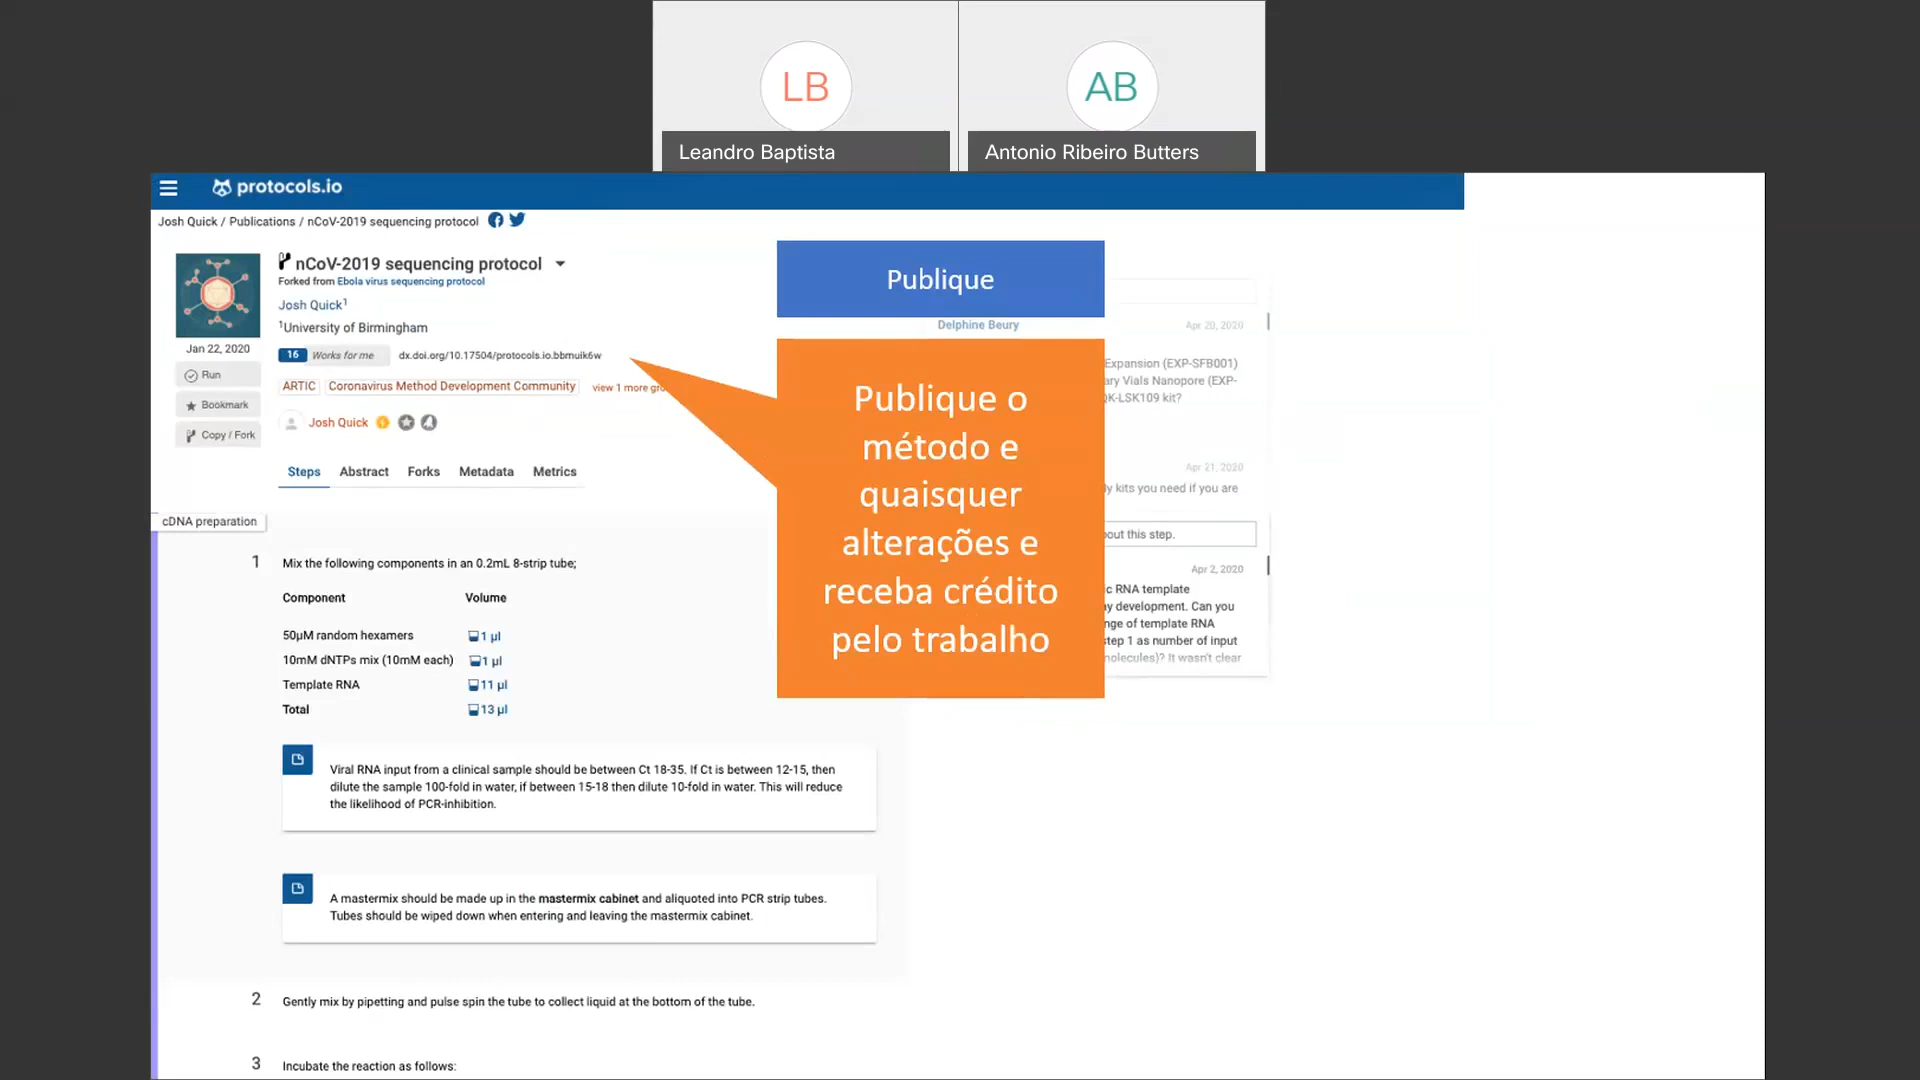 LB
AB
Leandro Baptista
Antonio Ribeiro Butters
protocols.io
Josh Quick / Publications / nCoV-2019 sequencing protocol
nCoV-2019 sequencing protocol
Forked from Ebola virus sequencing protocol
Josh Quick1
1University of Birmingham
Jan 22, 2020
16 Works for me dx.doi.org/10.17504/protocols.io.bbmuik6w
Run
ARTIC Coronavirus Method Development Community view 1 more
Bookmark
Josh Quick
Copy / Fork
Steps Abstract Forks Metadata Metrics
Publique
Publique o
método e
quaisquer
alterações e
receba crédito
pelo trabalho
Delphine Beury
Apr 20, 2020
Expansion (EXP-SFB001)
Vials Nanopore (EXP-
LSK109 kit?
Apr 21, 2020
kits you need if you are
this step.
Apr 2, 2020
RNA template
development. Can you
of template RNA
step 1 as number of input
molecules)? It wasn't clear
cDNA preparation
1 Mix the following components in an 0.2mL 8-strip tube;
Component Volume
50µM random hexamers 1 µl
10mM dNTPs mix (10mM each) 1 µl
Template RNA 11 µl
Total 13 µl
Viral RNA input from a clinical sample should be between Ct 18-35. If Ct is between 12-15, then
dilute the sample 100-fold in water, if between 15-18 then dilute 10-fold in water. This will reduce
the likelihood of PCR-inhibition.
A mastermix should be made up in the mastermix cabinet and aliquoted into PCR strip tubes.
Tubes should be wiped down when entering and leaving the mastermix cabinet.
2 Gently mix by pipetting and pulse spin the tube to collect liquid at the bottom of the tube.
3 Incubate the reaction as follows: